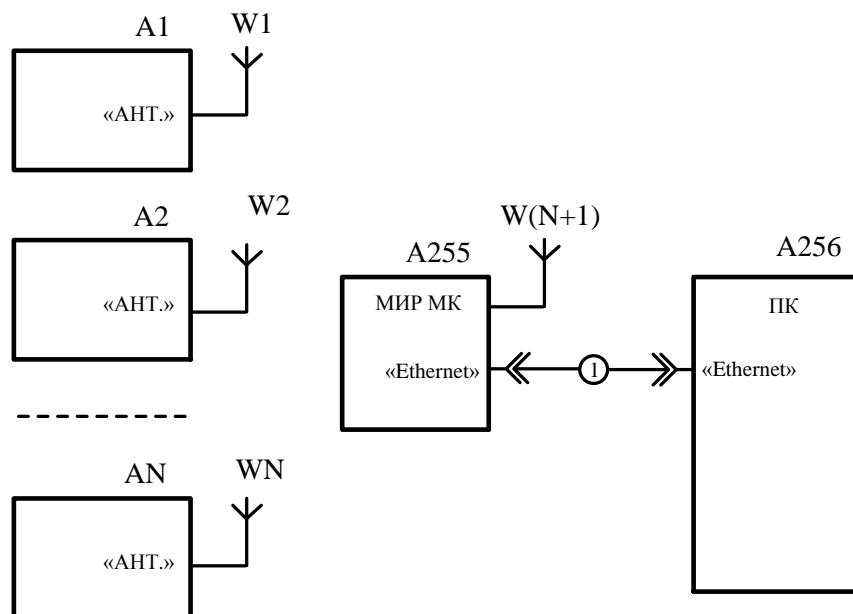 A1
W1
«АНТ.»
A2
W2
«АНТ.»
W(N+1)
A255
A256
МИР МК
ПК
«Ethernet»
1
«Ethernet»
AN
WN
«АНТ.»